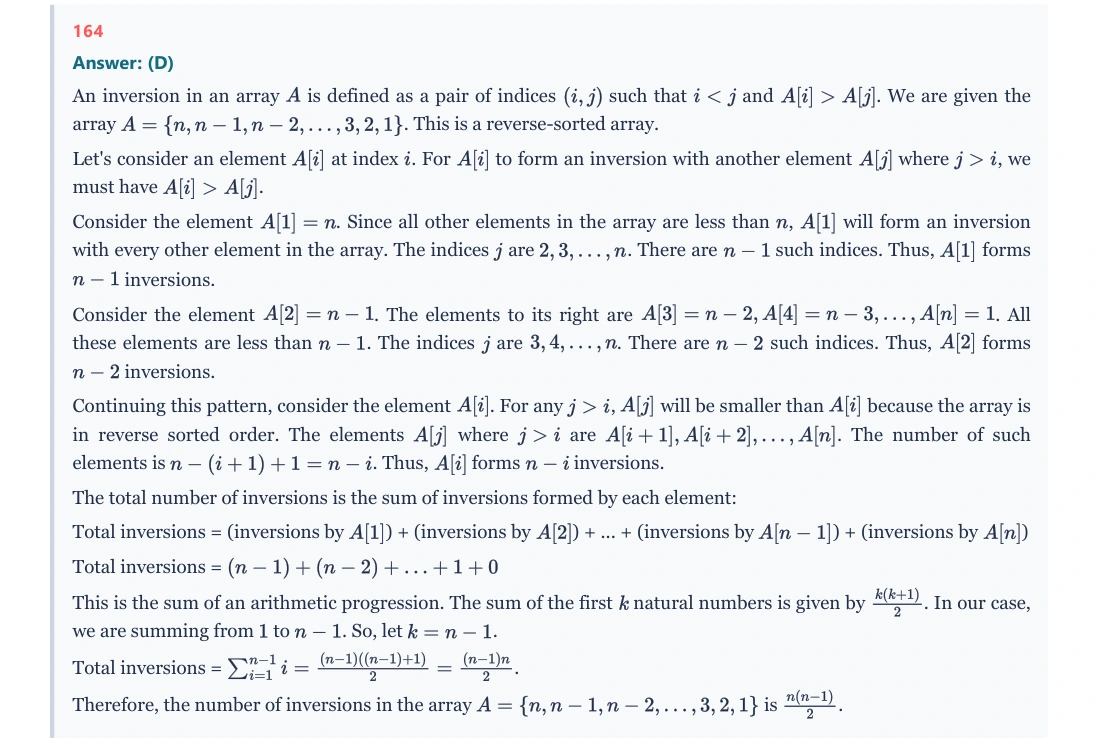 164
Answer: (D)
An inversion in an array A is defined as a pair of indices (i, j) such that i < j and A[i] > A[j]. We are given the
array A = {n, n − 1, n − 2, . . . , 3, 2, 1}. This is a reverse-sorted array.
Let's consider an element A[i] at index i. For A[i] to form an inversion with another element A[j] where j > i, we
must have A[i] > A[j].
Consider the element A[1] = n. Since all other elements in the array are less than n, A[1] will form an inversion
with every other element in the array. The indices j are 2, 3, . . . , n. There are n − 1 such indices. Thus, A[1] forms
n − 1 inversions.
Consider the element A[2] = n − 1. The elements to its right are A[3] = n − 2, A[4] = n − 3, . . . , A[n] = 1. All
these elements are less than n − 1. The indices j are 3, 4, . . . , n. There are n − 2 such indices. Thus, A[2] forms
n − 2 inversions.
Continuing this pattern, consider the element A[i]. For any j > i, A[j] will be smaller than A[i] because the array is
in reverse sorted order. The elements A[j] where j > i are A[i + 1], A[i + 2], . . . , A[n]. The number of such
elements is n − (i + 1) + 1 = n − i. Thus, A[i] forms n − i inversions.
The total number of inversions is the sum of inversions formed by each element:
Total inversions = (inversions by A[1]) + (inversions by A[2]) + ... + (inversions by A[n − 1]) + (inversions by A[n])
Total inversions = (n − 1) + (n − 2) + . . . + 1 + 0
This is the sum of an arithmetic progression. The sum of the first k natural numbers is given by k(k+1)/2. In our case,
we are summing from 1 to n − 1. So, let k = n − 1.
Total inversions = ∑_{i=1}^{n−1} i = (n−1)((n−1)+1)/2 = (n−1)n/2.
Therefore, the number of inversions in the array A = {n, n − 1, n − 2, . . . , 3, 2, 1} is n(n−1)/2.